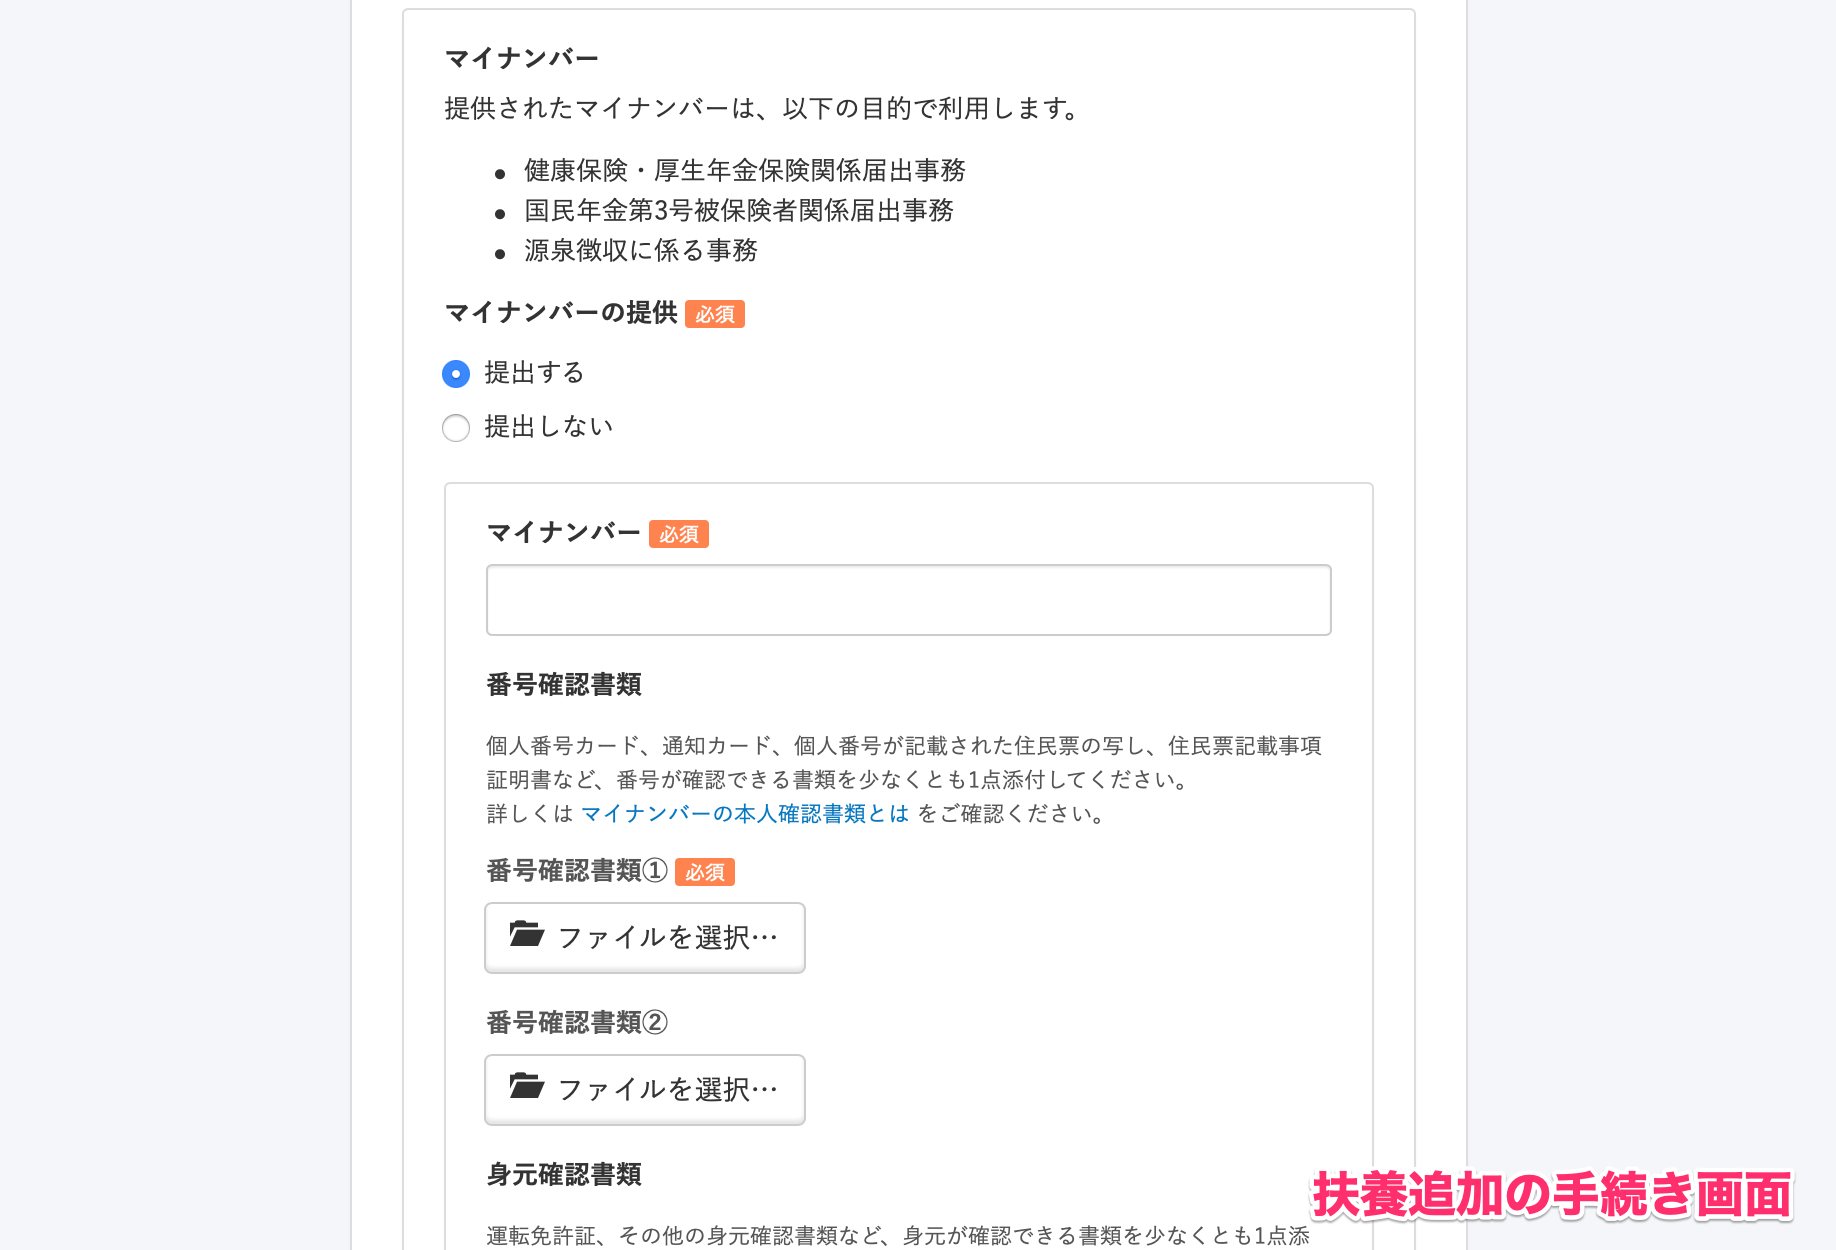 マイナンバー
提供されたマイナンバーは、以下の目的で利用します。
● 健康保険・厚生年金保険関係届出事務
● 国民年金第3号被保険者関係届出事務
● 源泉徴収に係る事務
マイナンバーの提供 必須
提出する
提出しない
マイナンバー 必須
番号確認書類
個人番号カード、通知カード、個人番号が記載された住民票の写し、住民票記載事項
証明書など、番号が確認できる書類を少なくとも1点添付してください。
詳しくは マイナンバーの本人確認書類とは をご確認ください。
番号確認書類① 必須
ファイルを選択…
番号確認書類②
ファイルを選択…
身元確認書類
運転免許証、その他の身元確認書類など、身元が確認できる書類を少なくとも1点添
扶養追加の手続き画面